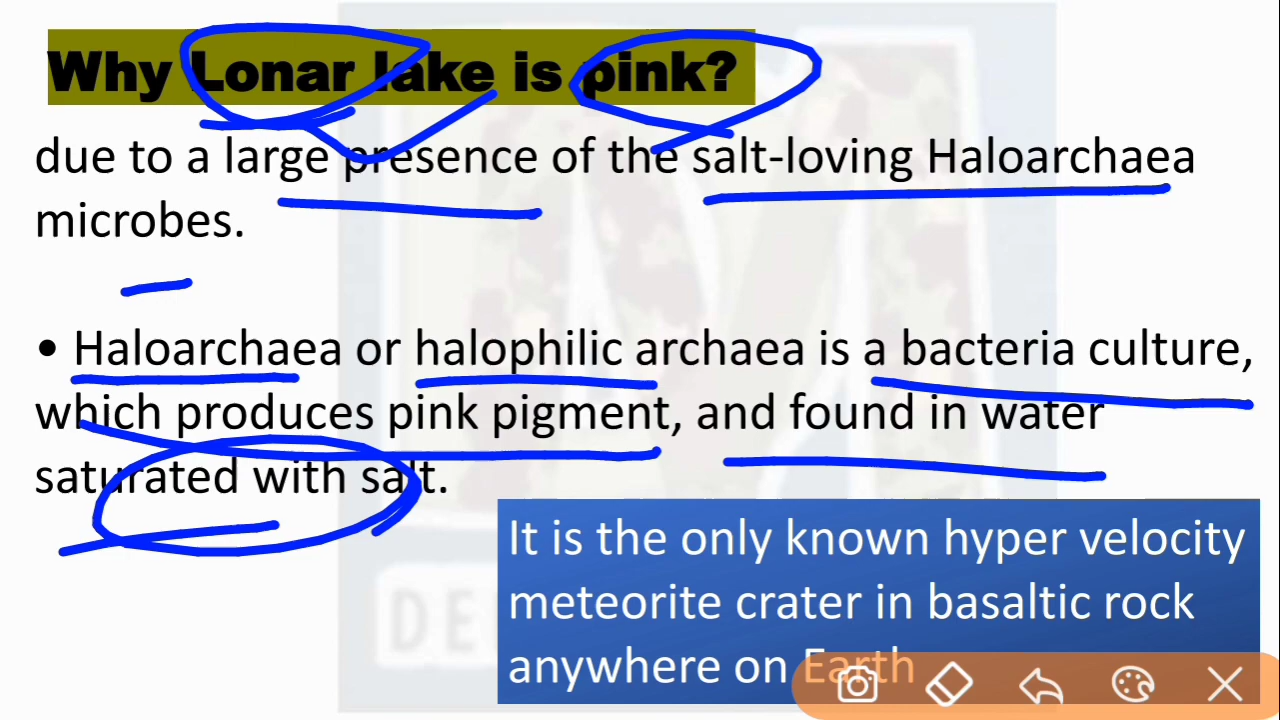 Why Lonar lake is pink?
due to a large presence of the salt-loving Haloarchaea
microbes.
• Haloarchaea or halophilic archaea is a bacteria culture,
which produces pink pigment, and found in water
saturated with salt.
It is the only known hyper velocity
meteorite crater in basaltic rock
anywhere on Earth
DE